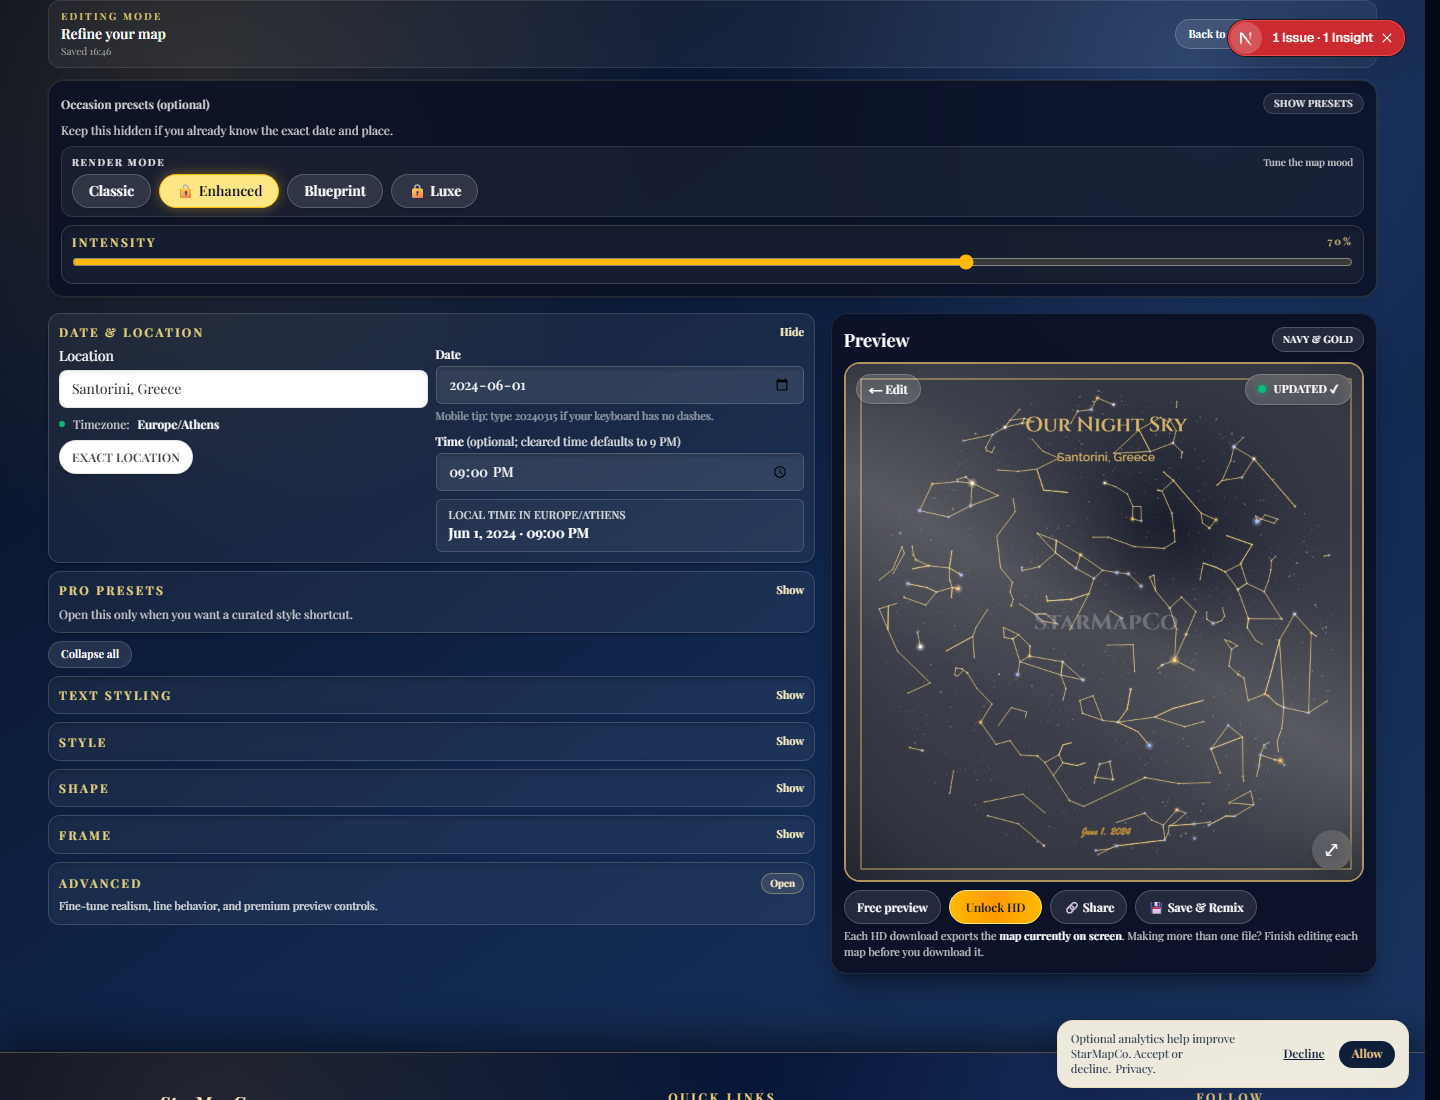 EDITING MODE
Refine your map
Saved 16:46
Back to
1 Issue · 1 Insight
Occasion presets (optional)
SHOW PRESETS
Keep this hidden if you already know the exact date and place.
RENDER MODE
Tune the map mood
Classic
Enhanced
Blueprint
Luxe
INTENSITY
70%
DATE & LOCATION
Hide
Location
Santorini, Greece
Timezone: Europe/Athens
EXACT LOCATION
Date
2024-06-01
Mobile tip: type 20240315 if your keyboard has no dashes.
Time (optional; cleared time defaults to 9 PM)
09:00 PM
LOCAL TIME IN EUROPE/ATHENS
Jun 1, 2024 · 09:00 PM
PRO PRESETS
Show
Open this only when you want a curated style shortcut.
Collapse all
TEXT STYLING
Show
STYLE
Show
SHAPE
Show
FRAME
Show
ADVANCED
Open
Fine-tune realism, line behavior, and premium preview controls.
Preview
NAVY & GOLD
← Edit
UPDATED ✓
OUR NIGHT SKY
Santorini, Greece
STARMAPCO
June 1, 2024
Free preview
Unlock HD
Share
Save & Remix
Each HD download exports the map currently on screen. Making more than one file? Finish editing each
map before you download it.
Optional analytics help improve
StarMapCo. Accept or
decline. Privacy.
Decline
Allow
QUICK LINKS
FOLLOW